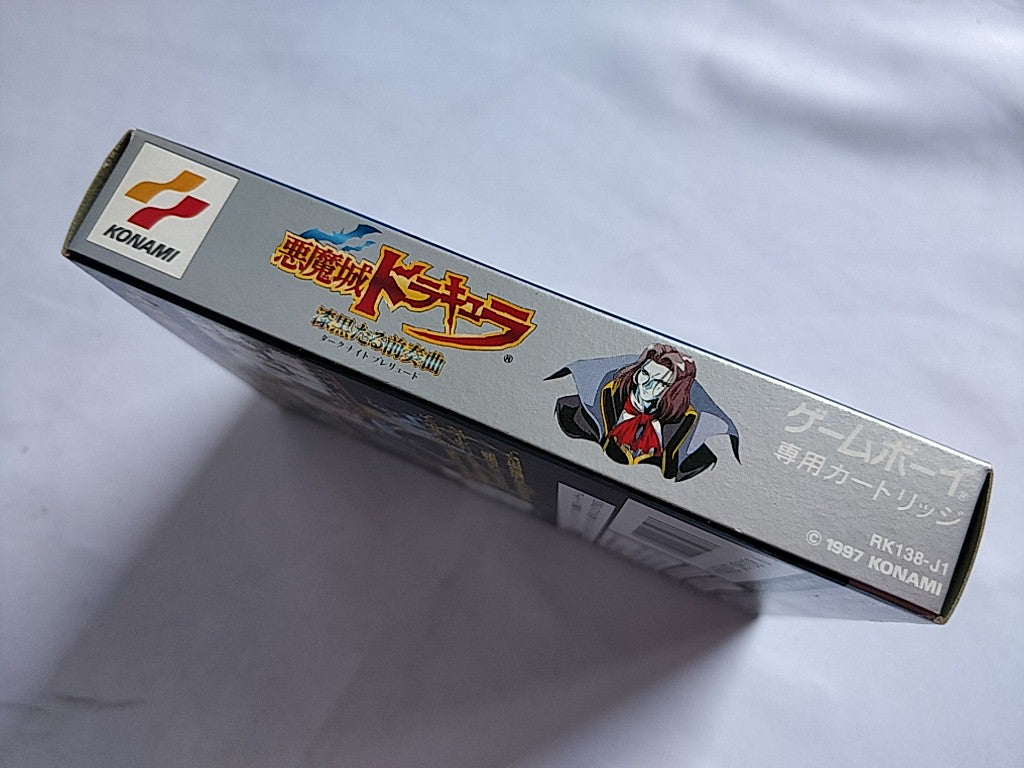 KONAMI
悪魔城ドラキュラ®
漆黒たる前奏曲
ダークナイトプレリュード
ゲームボーイ
専用カートリッジ
RK138-J1
© 1997 KONAMI